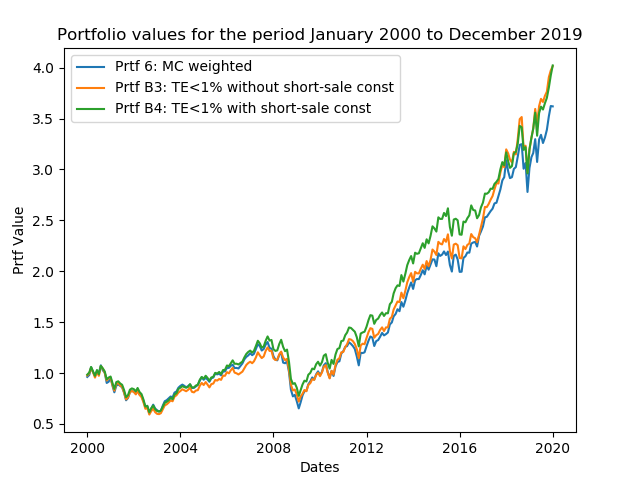 Portfolio values for the period January 2000 to December 2019
Prtf 6: MC weighted
Prtf B3: TE<1% without short-sale const
Prtf B4: TE<1% with short-sale const
4.0
3.5
3.0
2.5
2.0
1.5
1.0
0.5
Prtf Value
2000 2004 2008 2012 2016 2020
Dates